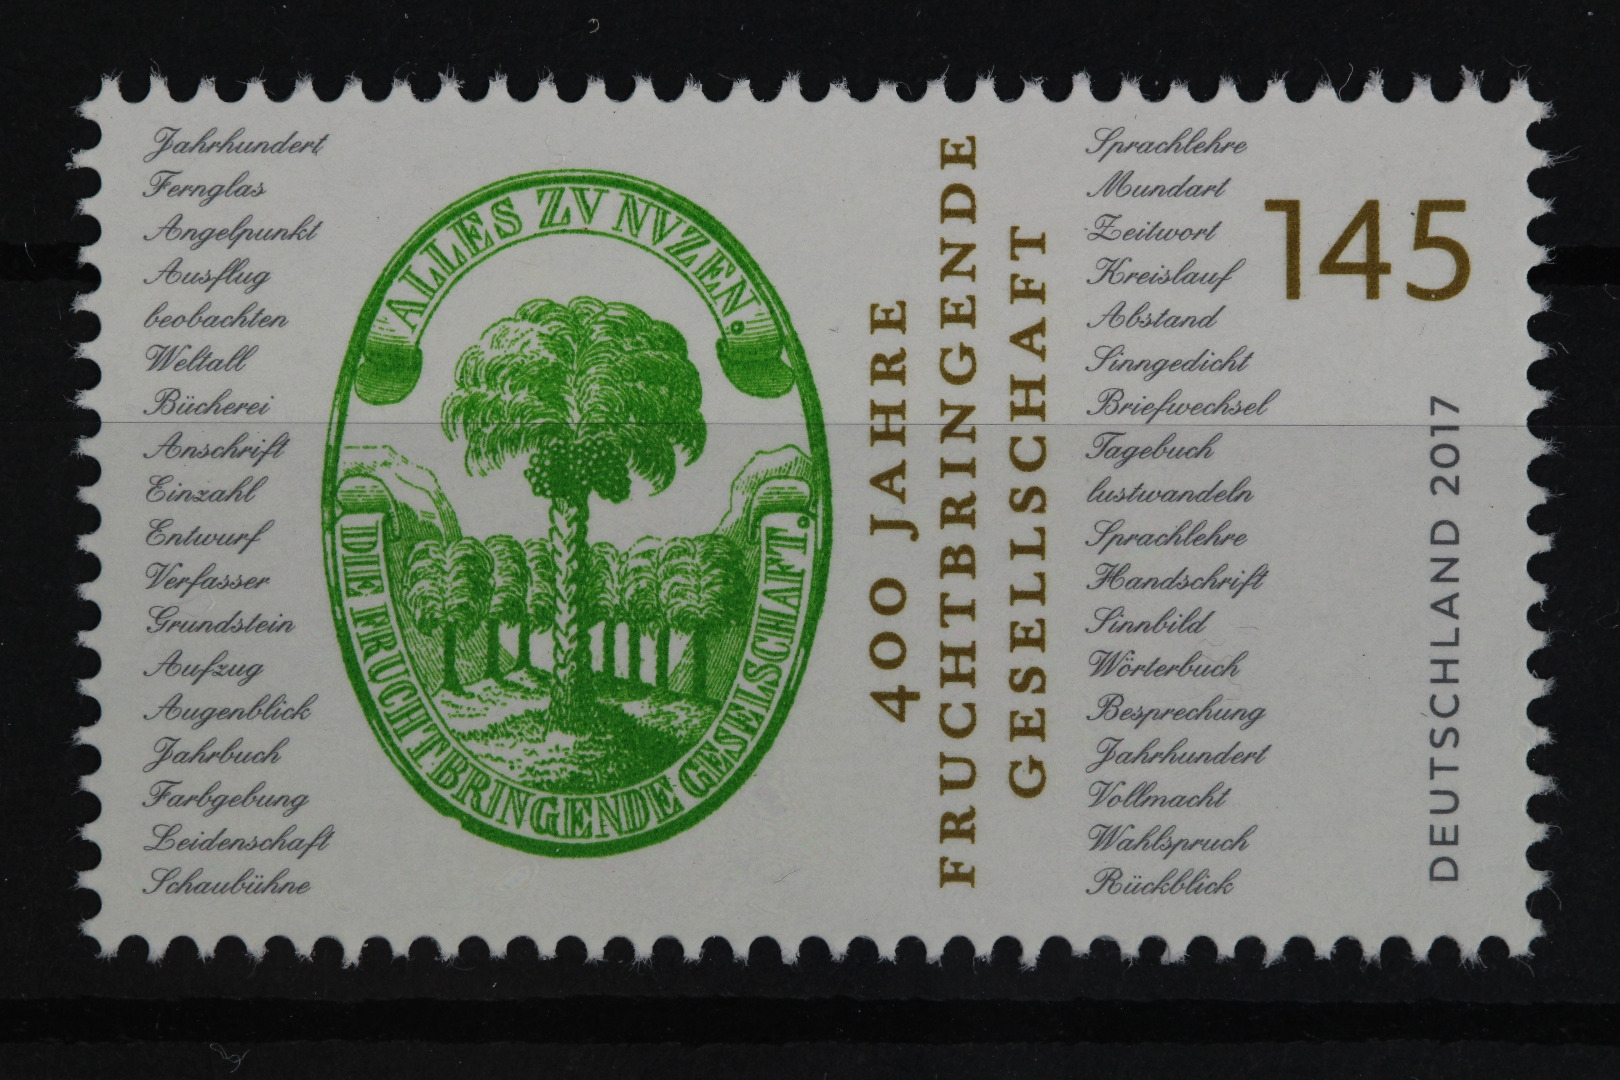 Jahrhundert
Fernglas
Angelpunkt
Ausflug
beobachten
Weltall
Bücherei
Anschrift
Einzahl
Entwurf
Verfasser
Grundstein
Aufzug
Augenblick
Jahrbuch
Farbgebung
Leidenschaft
Schaubühne
ALLES ZV NVZEN.
DIE FRUCHTBRINGENDE GESELSCHAFT.
400 JAHRE
FRUCHTBRINGENDE
GESELLSCHAFT
Sprachlehre
Mundart
Zeitwort
Kreislauf
Abstand
Sinngedicht
Briefwechsel
Tagebuch
lustwandeln
Sprachlehre
Handschrift
Sinnbild
Wörterbuch
Besprechung
Jahrhundert
Vollmacht
Wahlspruch
Rückblick
145
DEUTSCHLAND 2017